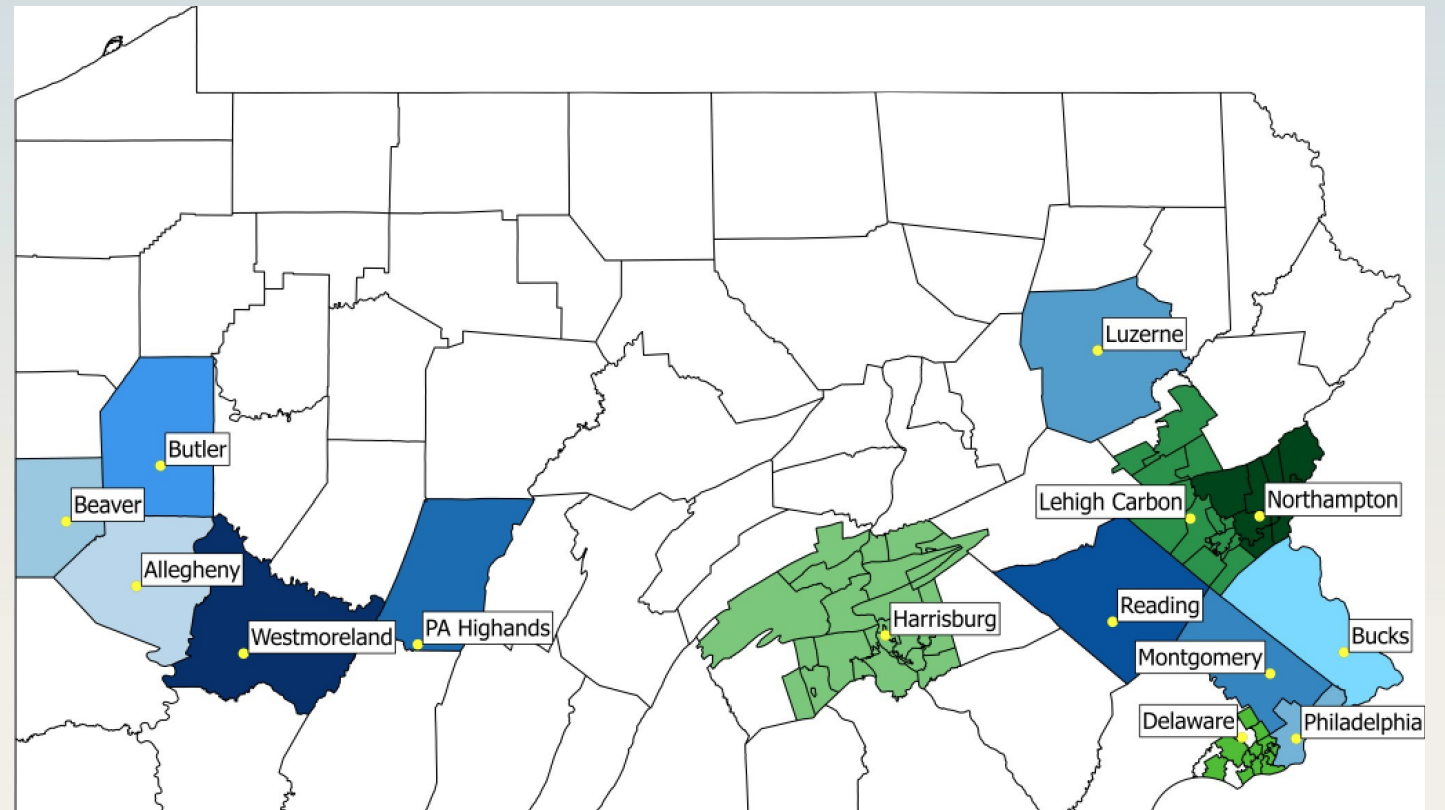 Luzerne
Butler
Beaver
Lehigh Carbon
Northampton
Allegheny
Westmoreland
PA Highands
Harrisburg
Reading
Bucks
Montgomery
Delaware
Philadelphia